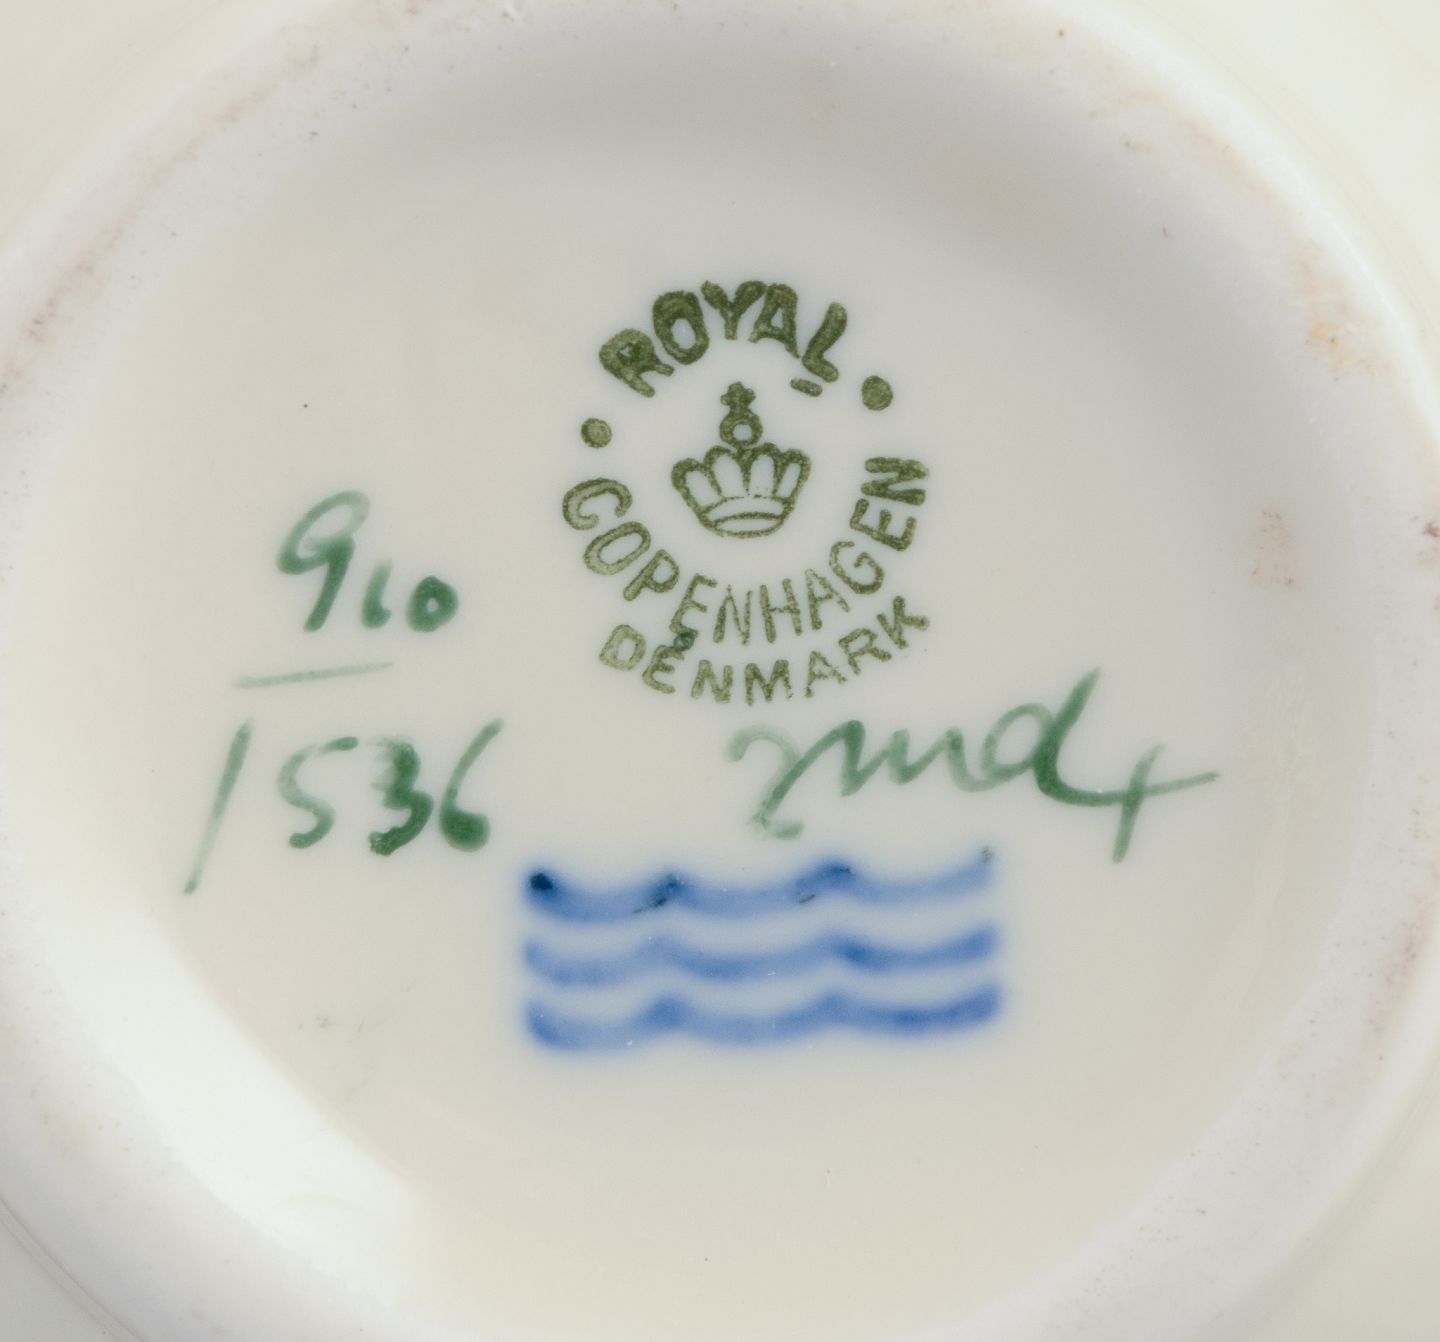 ROYAL
COPENHAGEN
DENMARK
910
1536